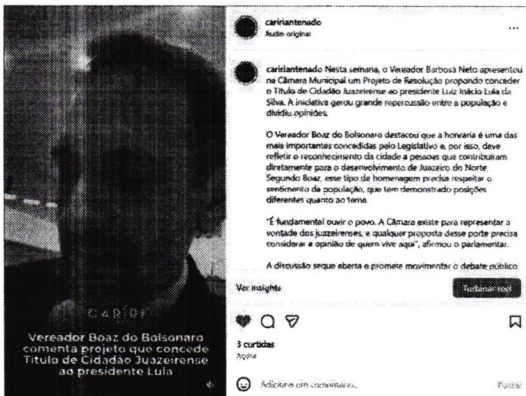 caririantenado
Áudio original
caririantenado Nesta semana, o Vereador Barbosa Neto apresentou
na Câmara Municipal um Projeto de Resolução propondo conceder
o Título de Cidadão Juazeirense ao presidente Luiz Inácio Lula da
Silva. A iniciativa gerou grande repercussão entre a população e
dividiu opiniões.
O Vereador Boaz do Bolsonaro destacou que a honraria é uma das
mais importantes concedidas pelo Legislativo e, por isso, deve
refletir o reconhecimento da cidade a pessoas que contribuíram
diretamente para o desenvolvimento de Juazeiro do Norte.
Segundo Boaz, esse tipo de homenagem precisa respeitar o
sentimento da população, que tem demonstrado posições
diferentes quanto ao tema.
"É fundamental ouvir o povo. A Câmara existe para representar a
vontade dos juazeirenses, e qualquer proposta desse porte precisa
considerar a opinião de quem vive aqui", afirmou o parlamentar.
A discussão segue aberta e promete movimentar o debate público
Ver insights
Turbinar reel
3 curtidas
Agora
Adicione um comentário...
Postar
CARIRI
Vereador Boaz do Bolsonaro
comenta projeto que concede
Título de Cidadão Juazeirense
ao presidente Lula